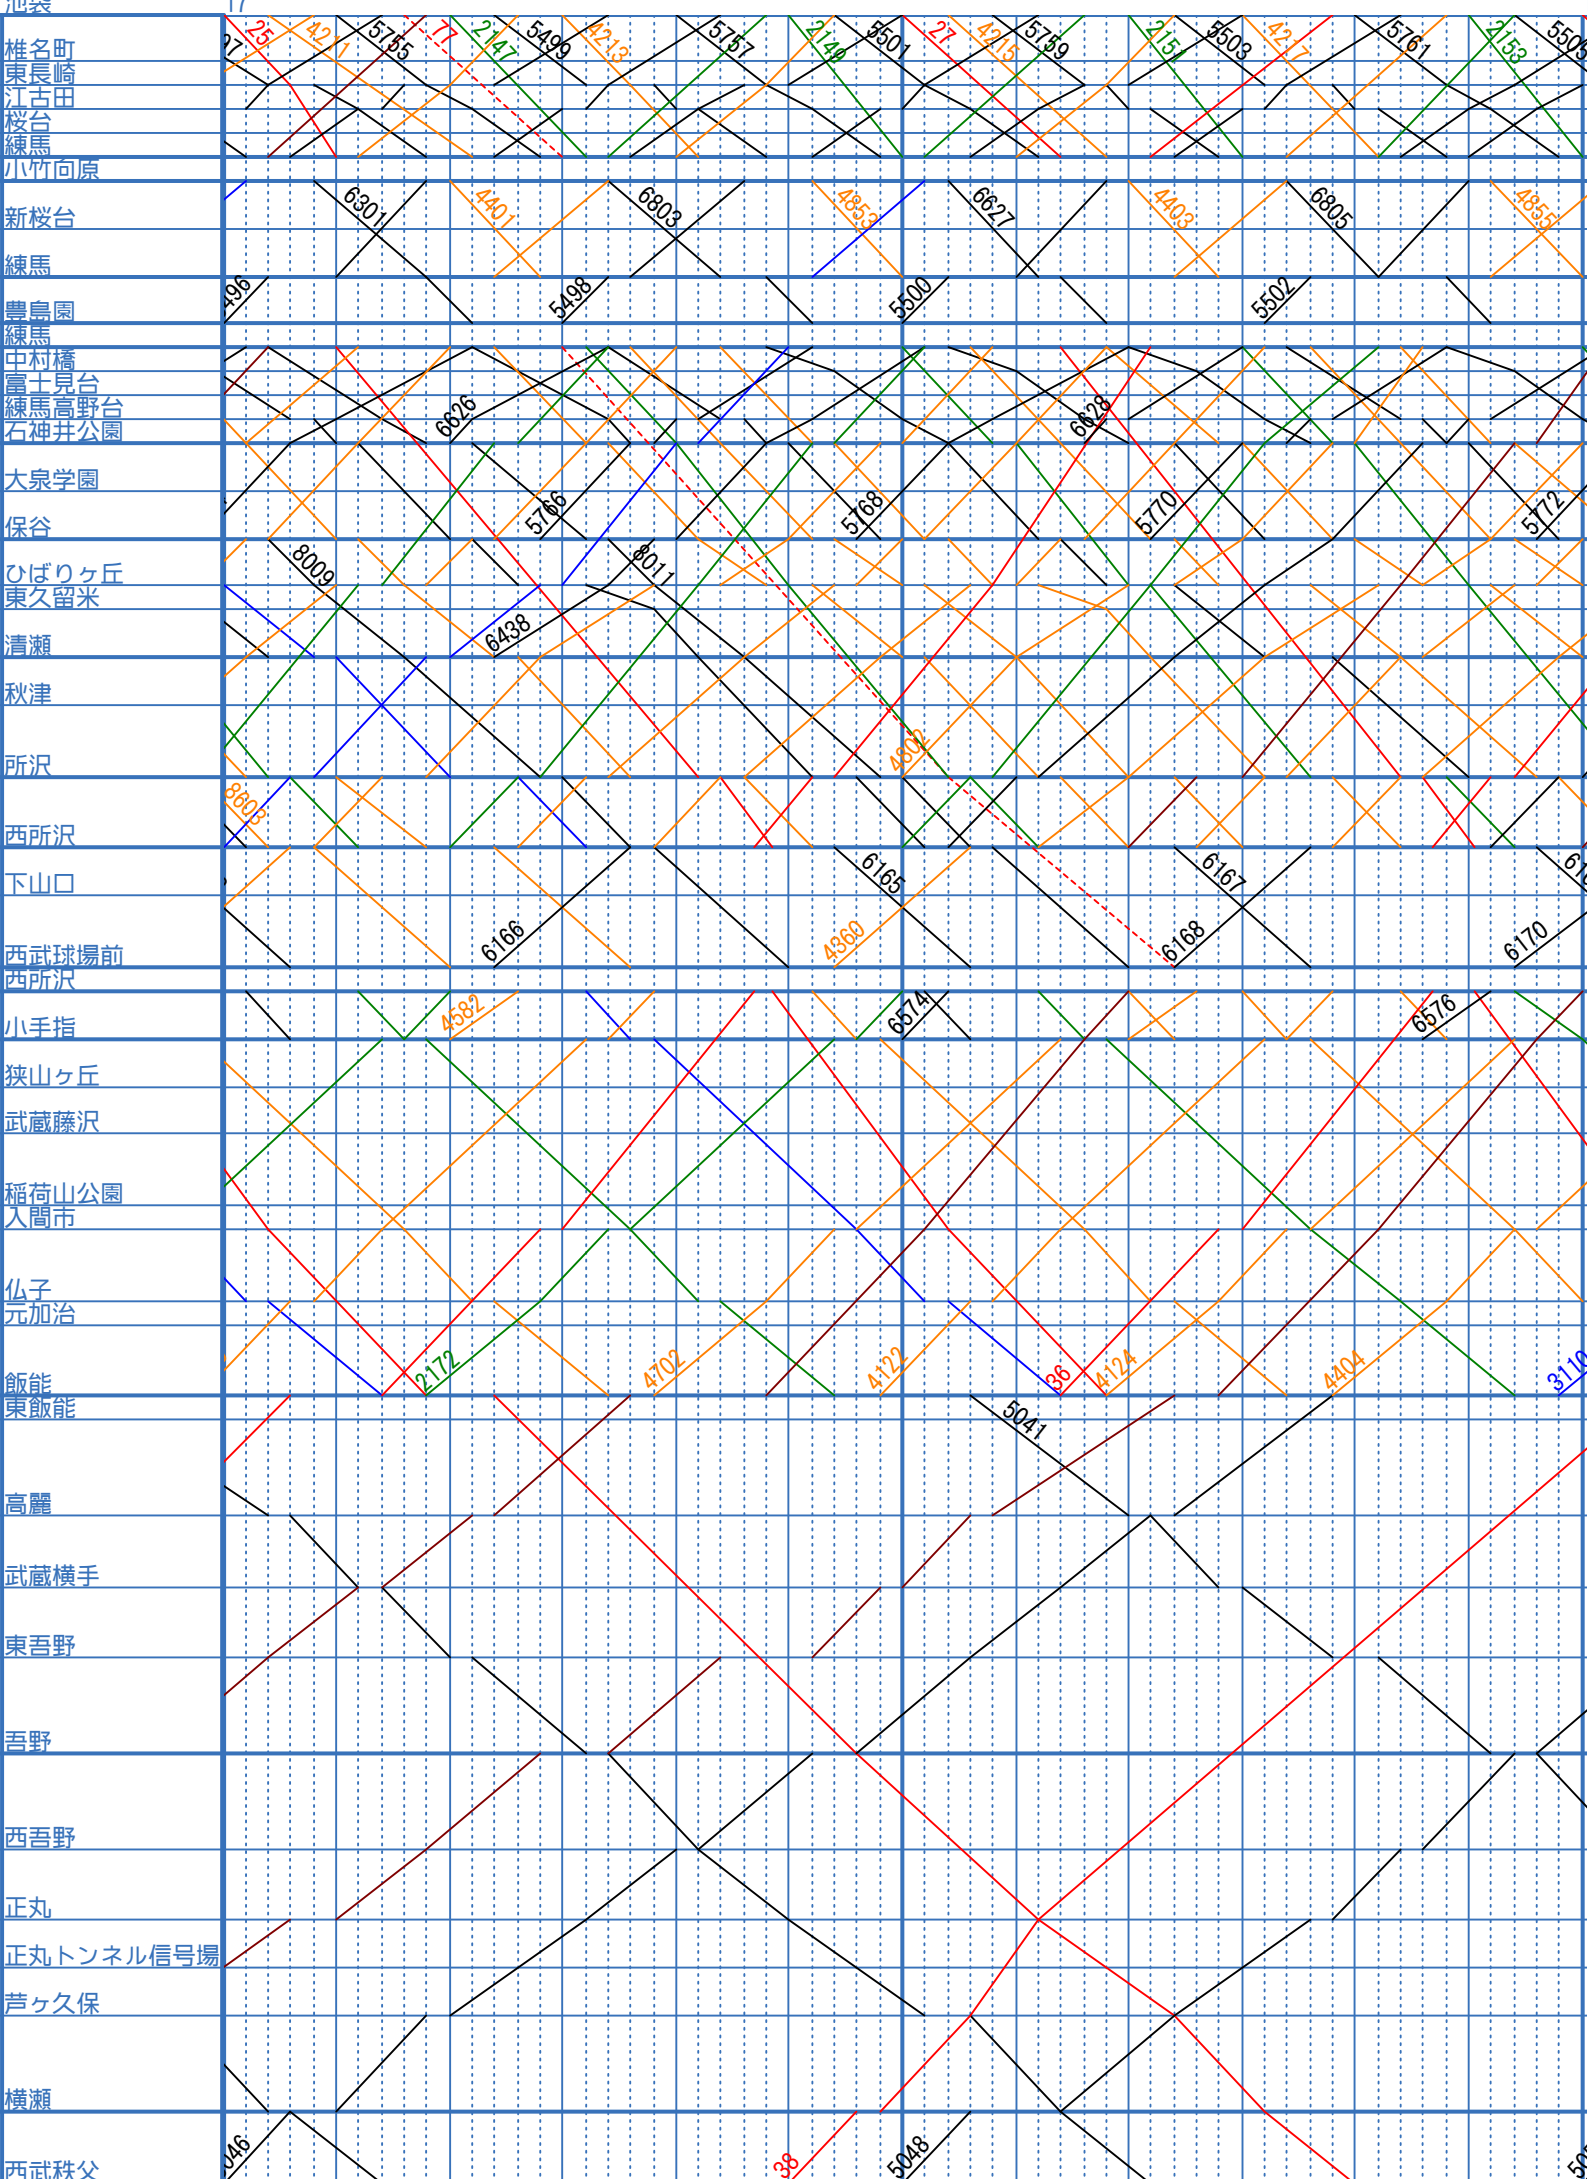 池袋 17
椎名町 25 4211 5755 77 2147 5499 4213 5757 2149 5501 27 4215 5759 2151 5503 4217 5761 2153
東長崎
江古田
桜台
練馬
小竹向原
新桜台 6301 4401 6803 4853 6627 4403 6805 4855
練馬
豊島園 5498 5500 5502
練馬
中村橋
富士見台
練馬高野台
石神井公園 6626 6628
大泉学園
保谷 5766 5768 5770 5772
ひばりヶ丘 8009 8011
東久留米
清瀬 6438
秋津
所沢 4802
西所沢 8603
下山口 6165 6167
西武球場前 6166 4360 6168 6170
西所沢
小手指 4582 6574 6576
狭山ヶ丘
武蔵藤沢
稲荷山公園
入間市
仏子
元加治
飯能 2172 4702 4122 36 4124 4404 3110
東飯能 5041
高麗
武蔵横手
東吾野
吾野
西吾野
正丸
正丸トンネル信号場
芦ヶ久保
横瀬
西武秩父 38 5048